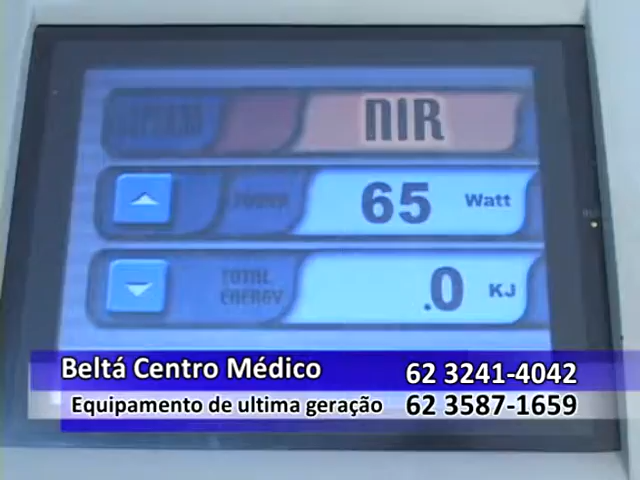 NIR
POWER 65 Watt
TOTAL ENERGY .0 KJ
Beltá Centro Médico 62 3241-4042
Equipamento de ultima geração 62 3587-1659